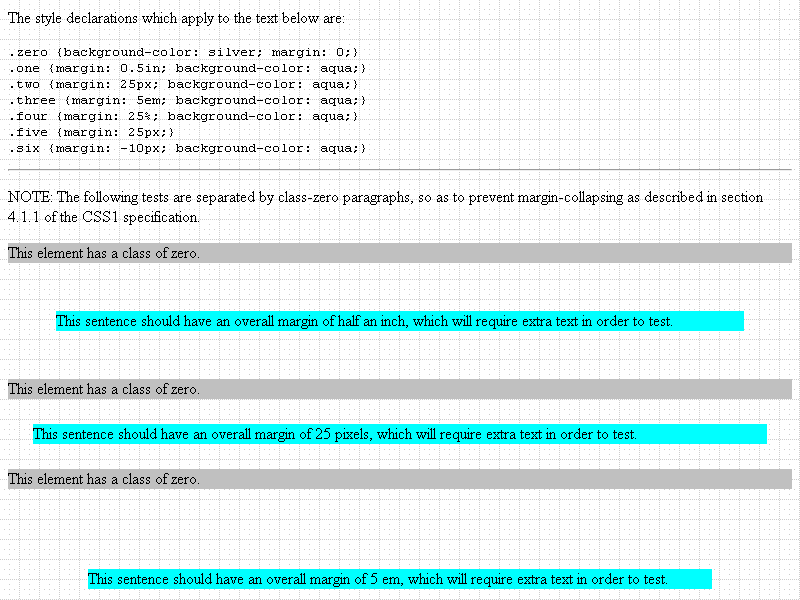 The style declarations which apply to the text below are:
.zero {background-color: silver; margin: 0;}
.one {margin: 0.5in; background-color: aqua;}
.two {margin: 25px; background-color: aqua;}
.three {margin: 5em; background-color: aqua;}
.four {margin: 25%; background-color: aqua;}
.five {margin: 25px;}
.six {margin: -10px; background-color: aqua;}
NOTE: The following tests are separated by class-zero paragraphs, so as to prevent margin-collapsing as described in section
4.1.1 of the CSS1 specification.
This element has a class of zero.
This sentence should have an overall margin of half an inch, which will require extra text in order to test.
This element has a class of zero.
This sentence should have an overall margin of 25 pixels, which will require extra text in order to test.
This element has a class of zero.
This sentence should have an overall margin of 5 em, which will require extra text in order to test.